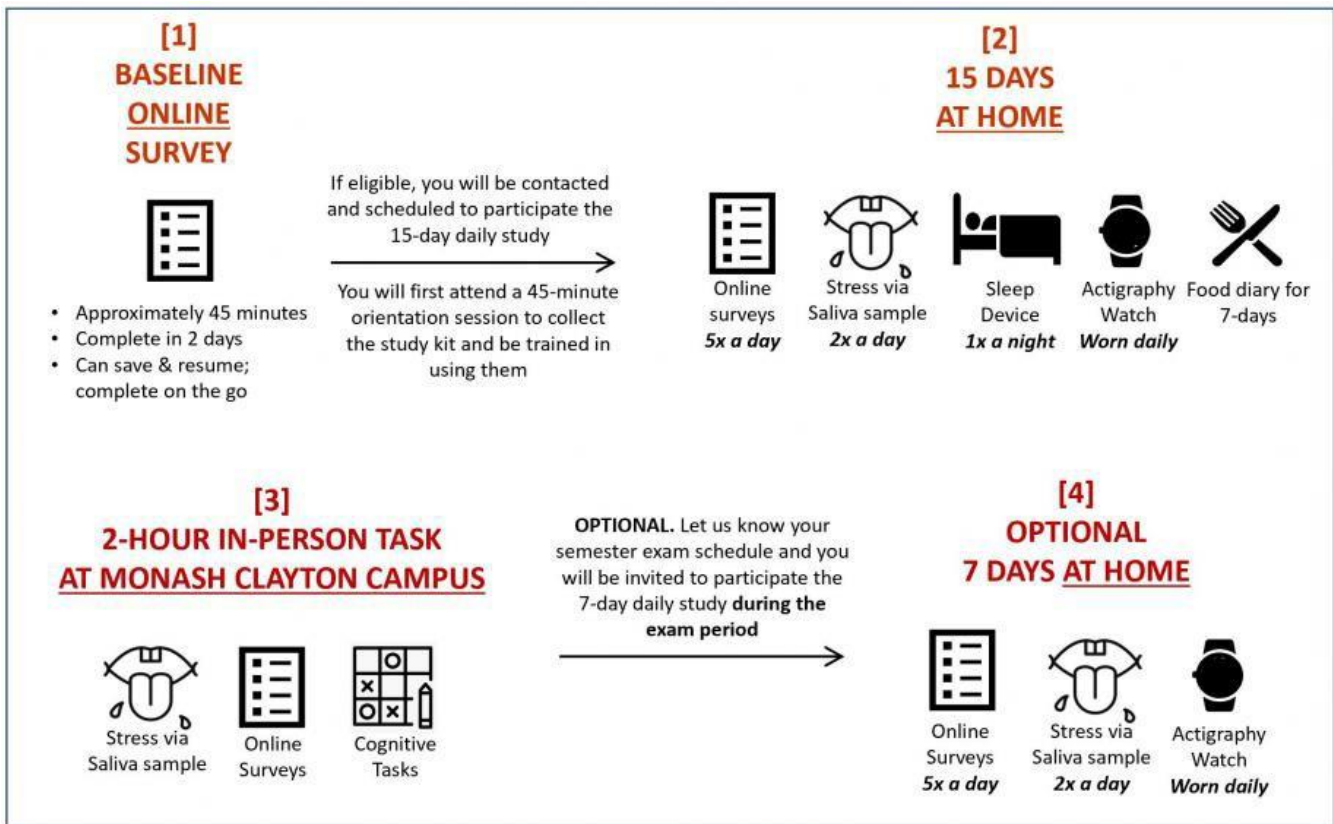 [1]
BASELINE
ONLINE
SURVEY
• Approximately 45 minutes
• Complete in 2 days
• Can save & resume;
complete on the go
If eligible, you will be contacted
and scheduled to participate the
15-day daily study
You will first attend a 45-minute
orientation session to collect
the study kit and be trained in
using them
[2]
15 DAYS
AT HOME
Online
surveys
5x a day
Stress via
Saliva sample
2x a day
Sleep
Device
1x a night
Actigraphy
Watch
Worn daily
Food diary for
7-days
[3]
2-HOUR IN-PERSON TASK
AT MONASH CLAYTON CAMPUS
Stress via
Saliva sample
Online
Surveys
Cognitive
Tasks
OPTIONAL. Let us know your
semester exam schedule and you
will be invited to participate the
7-day daily study during the
exam period
[4]
OPTIONAL
7 DAYS AT HOME
Online
Surveys
5x a day
Stress via
Saliva sample
2x a day
Actigraphy
Watch
Worn daily